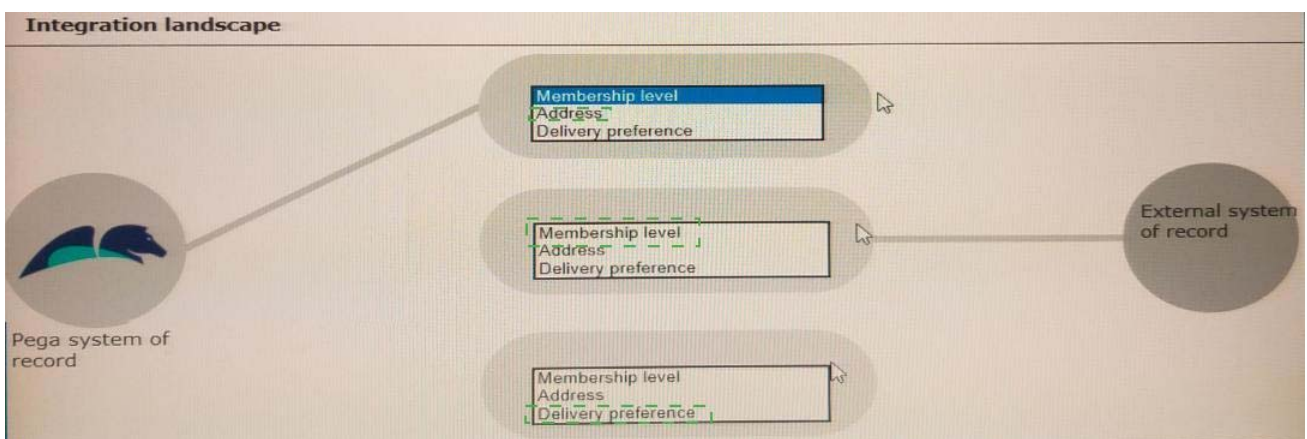 Integration landscape
Membership level
Address
Delivery preference
Membership level
Address
Delivery preference
External system
of record
Pega system of
record
Membership level
Address
Delivery preference